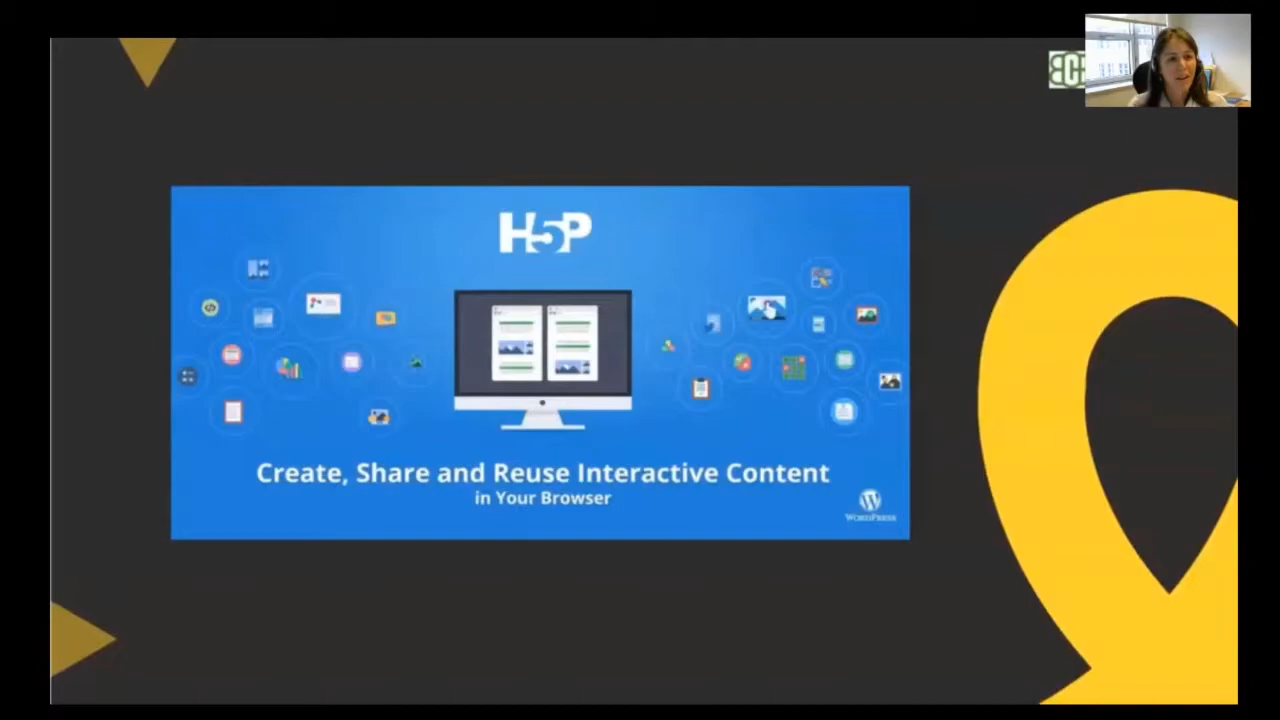 H5P
Create, Share and Reuse Interactive Content
in Your Browser
WORDPRESS